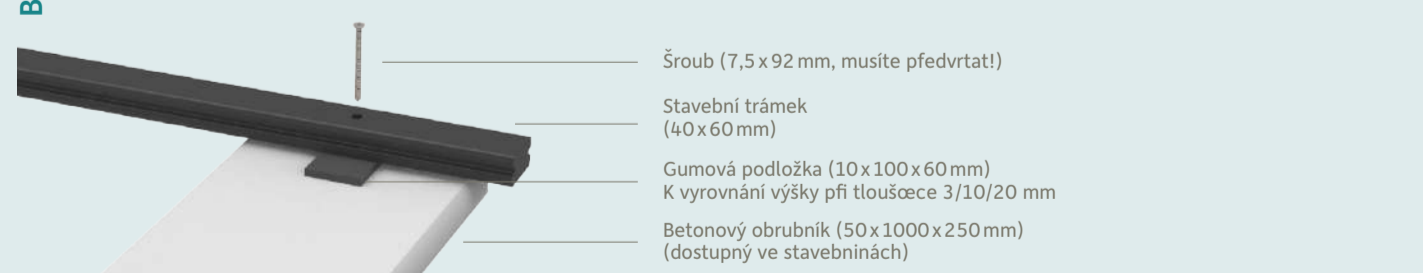 B
Šroub (7,5 x 92 mm, musíte pfiedvrtat!)
Stavební trámek
(40 x 60 mm)
Gumová podložka (10 x 100 x 60 mm)
K vyrovnání výšky pfi tloušœce 3/10/20 mm
Betonový obrubník (50 x 1000 x 250 mm)
(dostupný ve stavebninách)